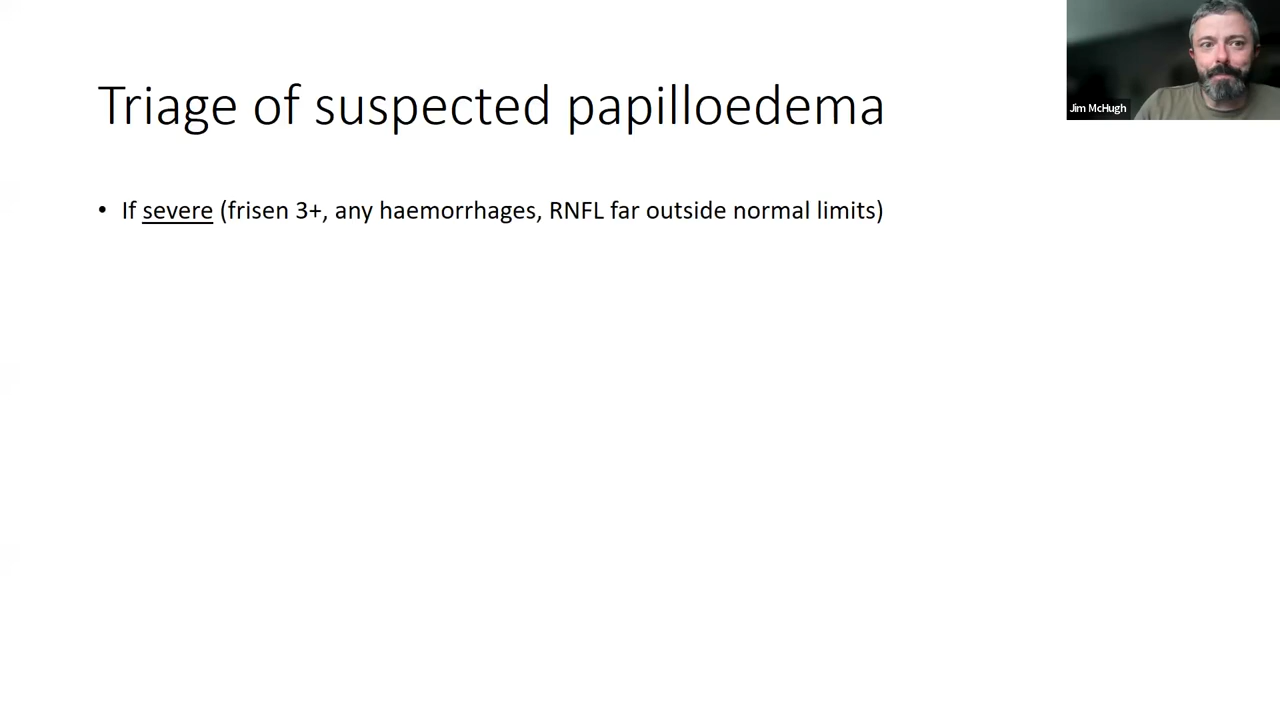 Triage of suspected papilloedema
Jim McHugh
• If severe (frisen 3+, any haemorrhages, RNFL far outside normal limits)